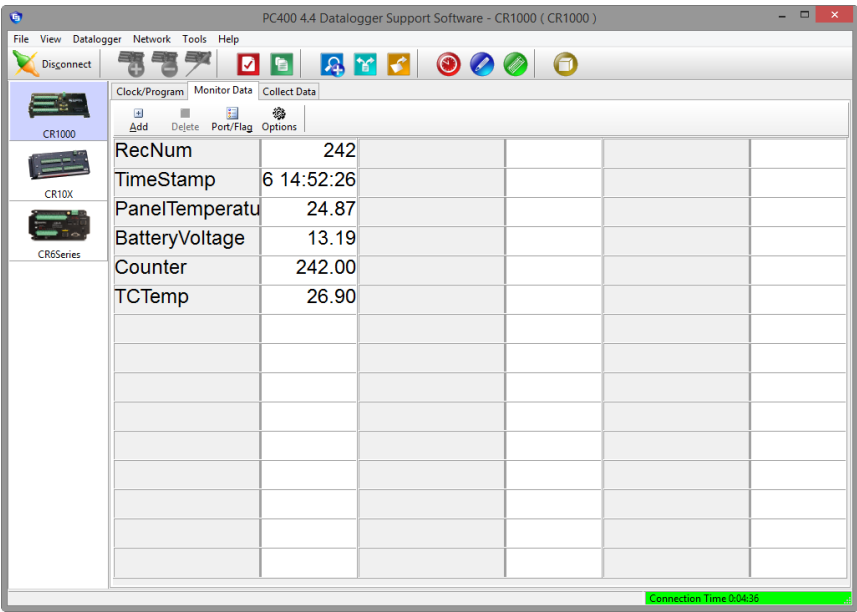 PC400 4.4 Datalogger Support Software - CR1000 ( CR1000 )
File View Datalogger Network Tools Help
Disconnect
CR1000
CR10X
CR6Series
Clock/Program Monitor Data Collect Data
Add Delete Port/Flag Options
RecNum 242
TimeStamp 6 14:52:26
PanelTemperatu 24.87
BatteryVoltage 13.19
Counter 242.00
TCTemp 26.90
Connection Time 0:04:36